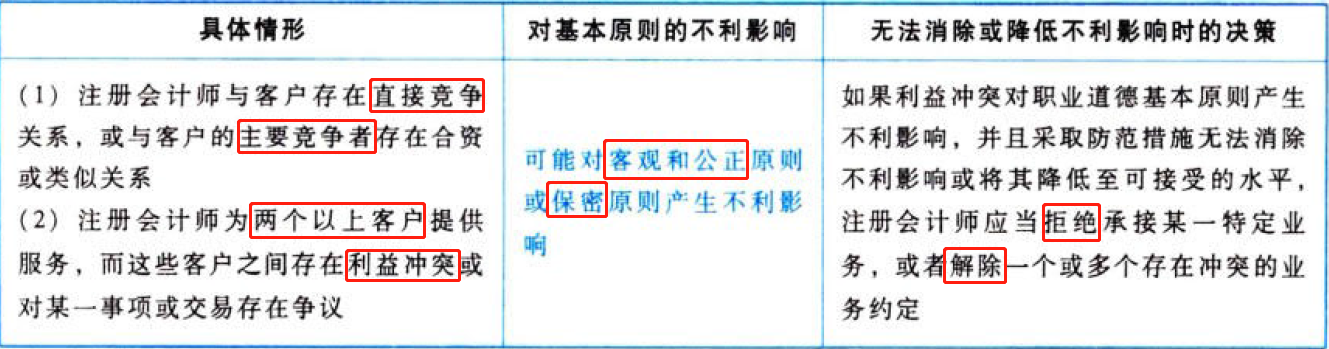 具体情形
对基本原则的不利影响
无法消除或降低不利影响时的决策
(1) 注册会计师与客户存在直接竞争
关系，或与客户的主要竞争者存在合资
或类似关系
(2) 注册会计师为两个以上客户提供
服务，而这些客户之间存在利益冲突或
对某一事项或交易存在争议
可能对客观和公正原则
或保密原则产生不利影
响
如果利益冲突对职业道德基本原则产生
不利影响，并且采取防范措施无法消除
不利影响或将其降低至可接受的水平，
注册会计师应当拒绝承接某一特定业
务，或者解除一个或多个存在冲突的业
务约定